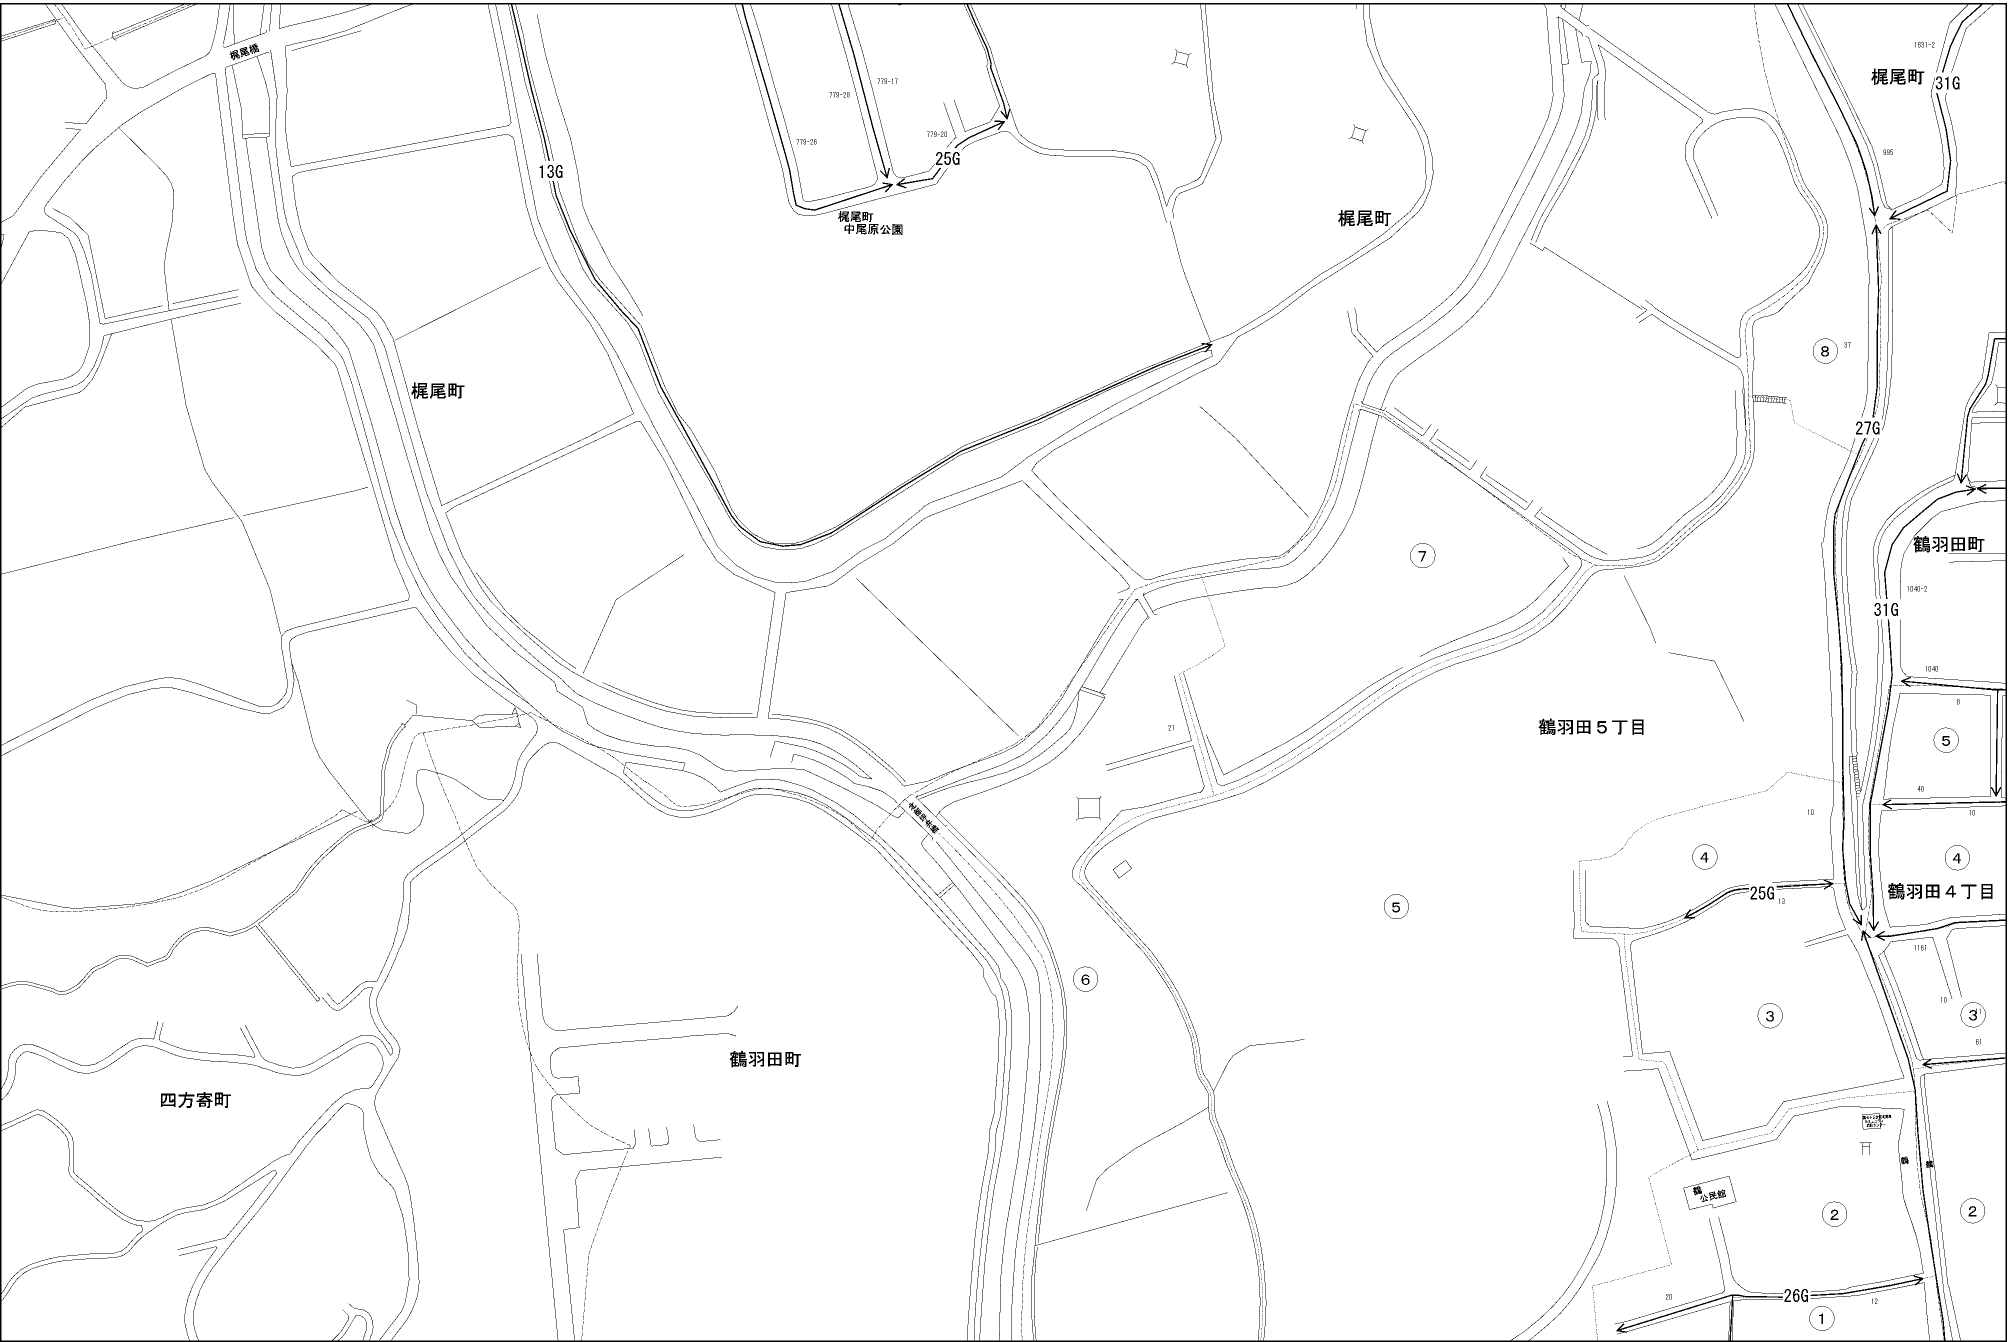 梶尾橋
1831-2
梶尾町
31G
779-17
779-28
779-20
779-26
25G
13G
995
梶尾町
中尾原公園
梶尾町
⑧
37
梶尾町
27G
鶴羽田町
⑦
1040-2
31G
1040
8
21
鶴羽田５丁目
⑤
40
10
10
④
④
25G
13
鶴羽田４丁目
⑤
1161
⑥
10
③
③
61
鶴羽田町
四方寄町
鶴
公民館
②
②
20
26G
12
①